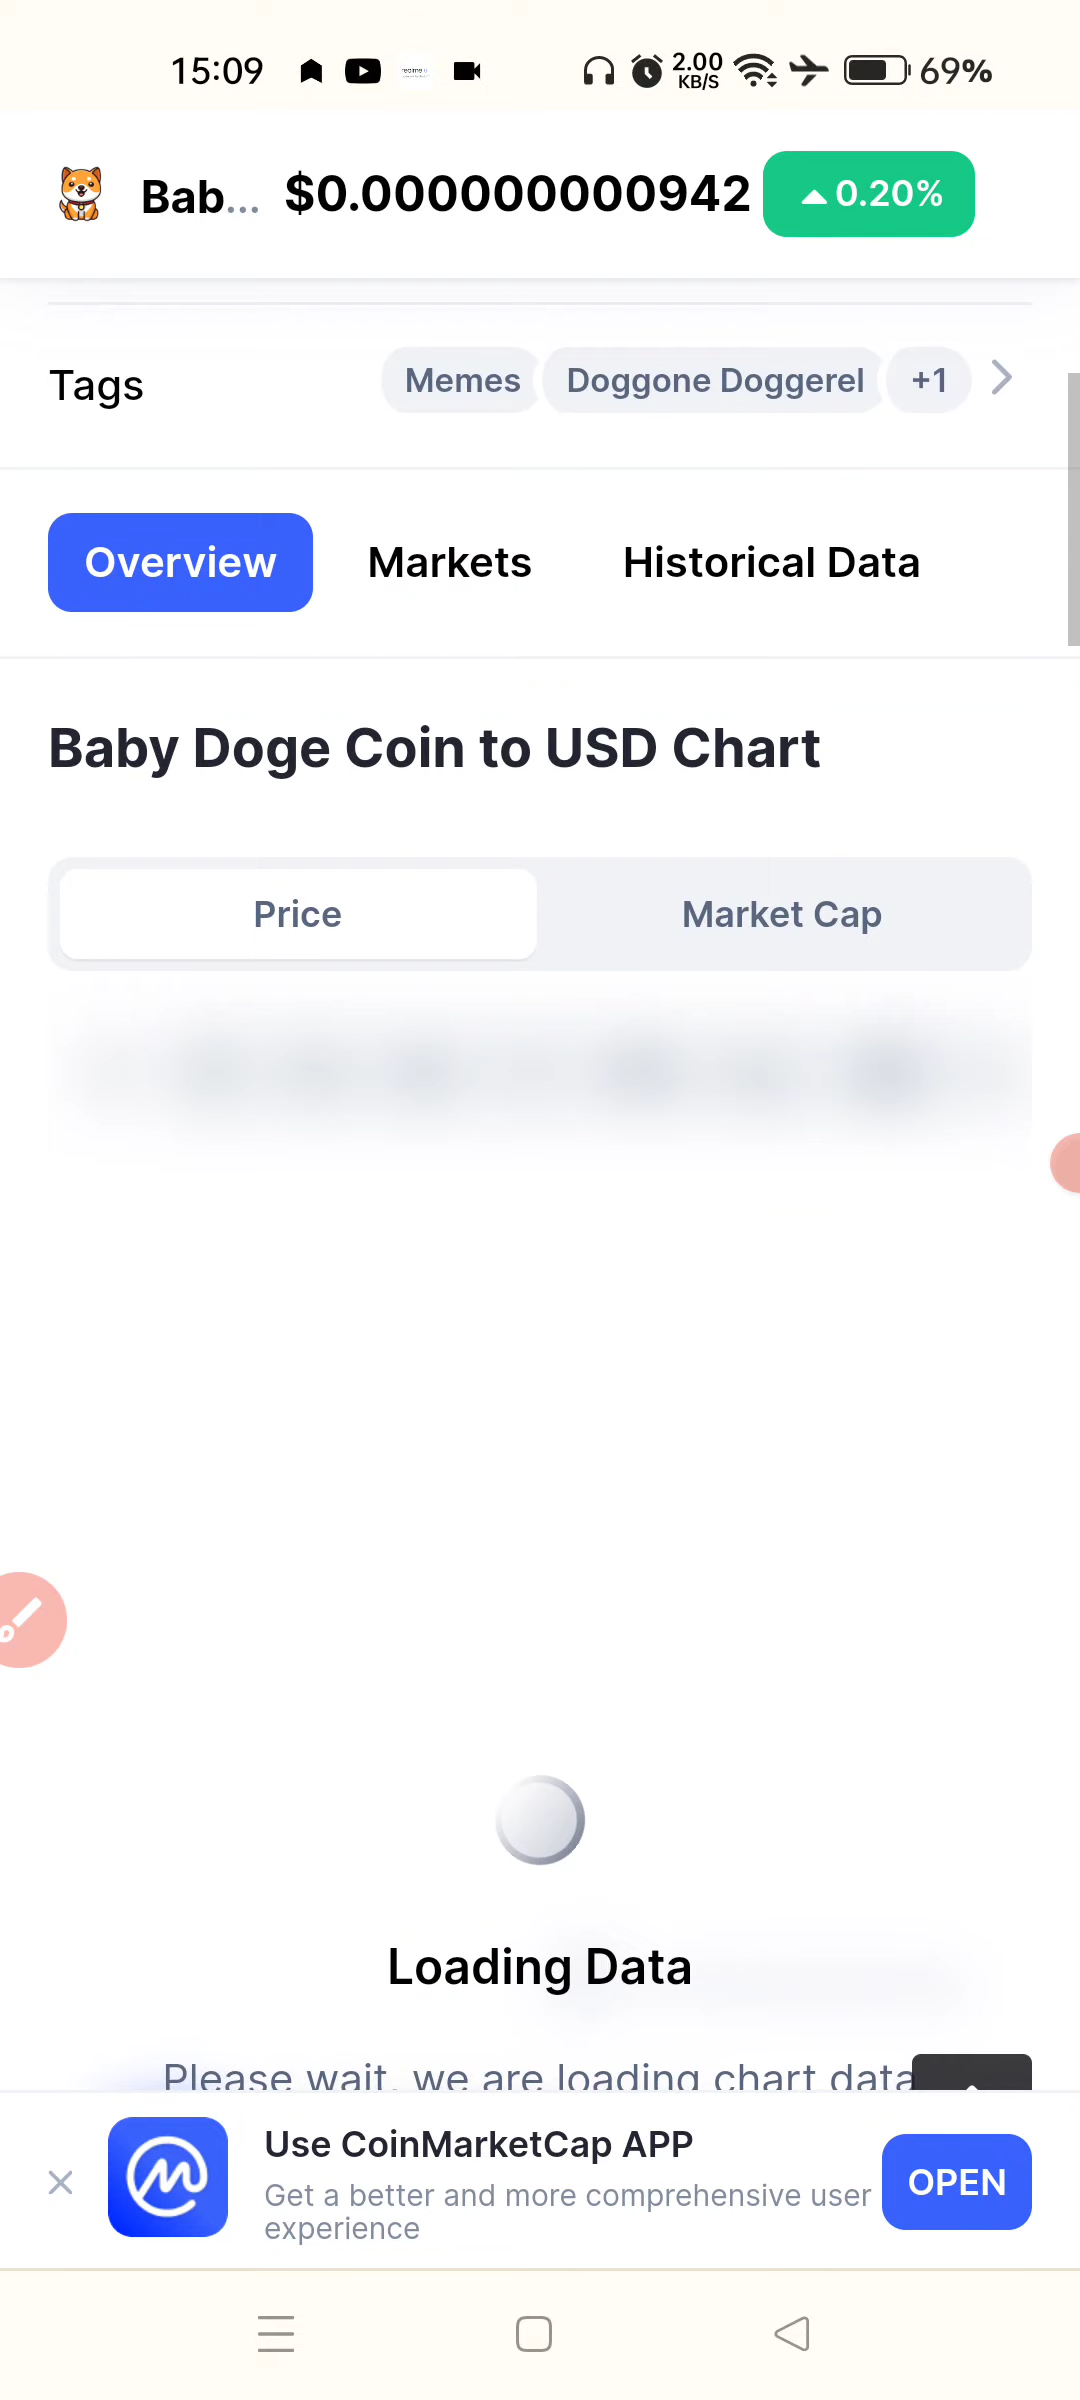 15:09 2.00 KB/S 69%
Bab... $0.000000000942 0.20%
Tags Memes Doggone Doggerel +1
Overview Markets Historical Data
Baby Doge Coin to USD Chart
Price Market Cap
Loading Data
Please wait, we are loading chart data
Use CoinMarketCap APP
Get a better and more comprehensive user
experience
OPEN